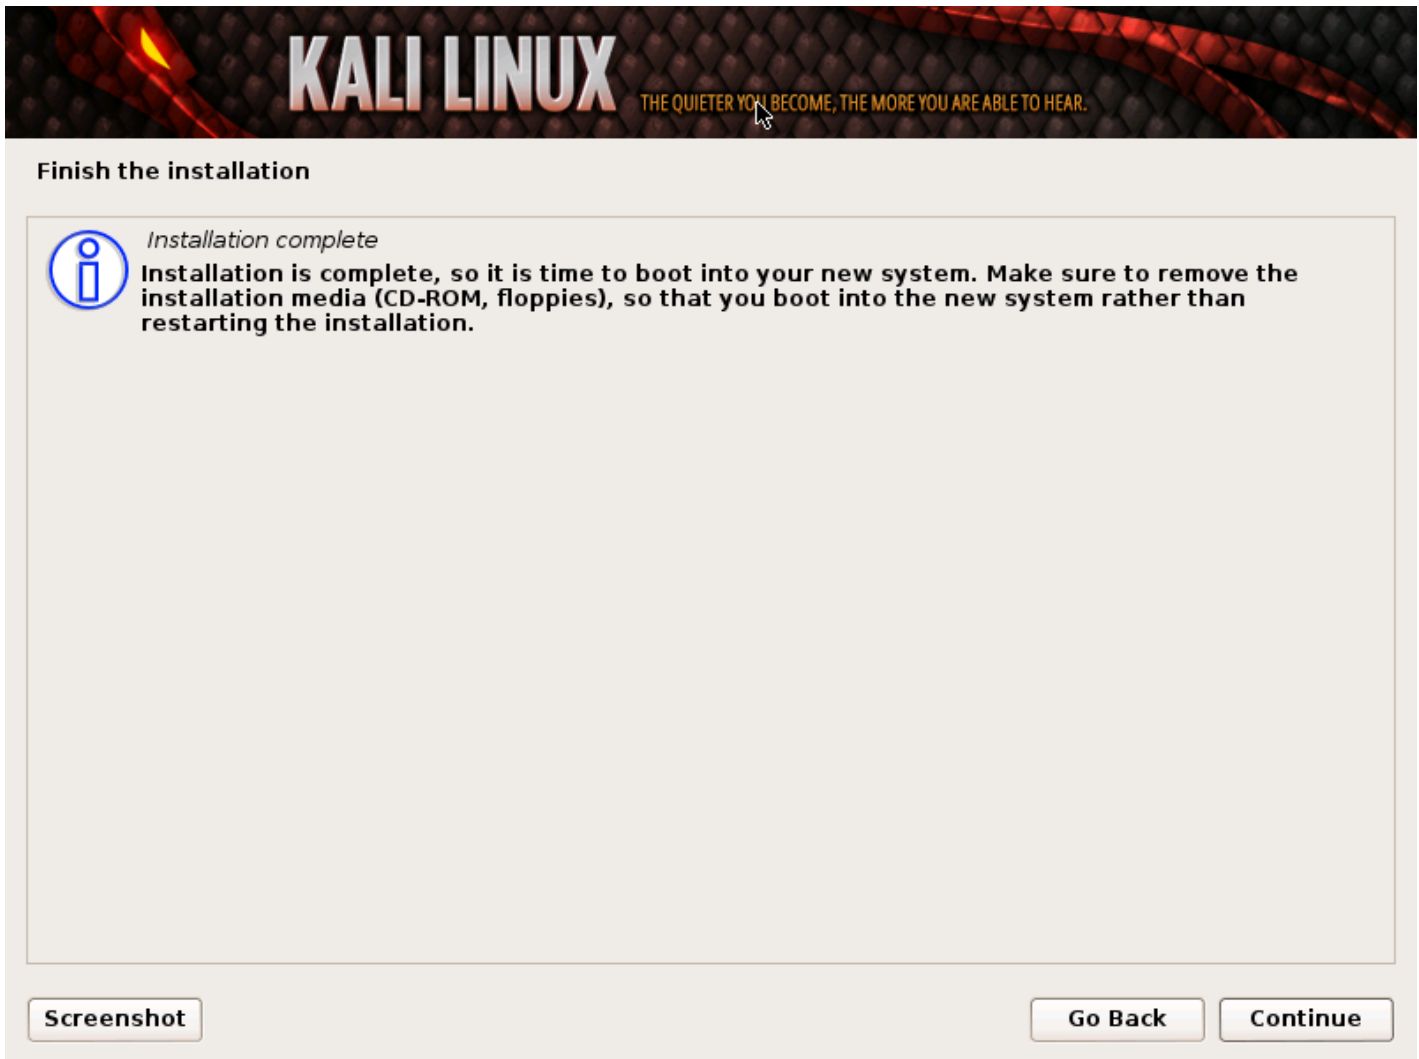 KALI LINUX
THE QUIETER YOU BECOME, THE MORE YOU ARE ABLE TO HEAR.
Finish the installation
Installation complete
Installation is complete, so it is time to boot into your new system. Make sure to remove the
installation media (CD-ROM, floppies), so that you boot into the new system rather than
restarting the installation.
Screenshot
Go Back
Continue